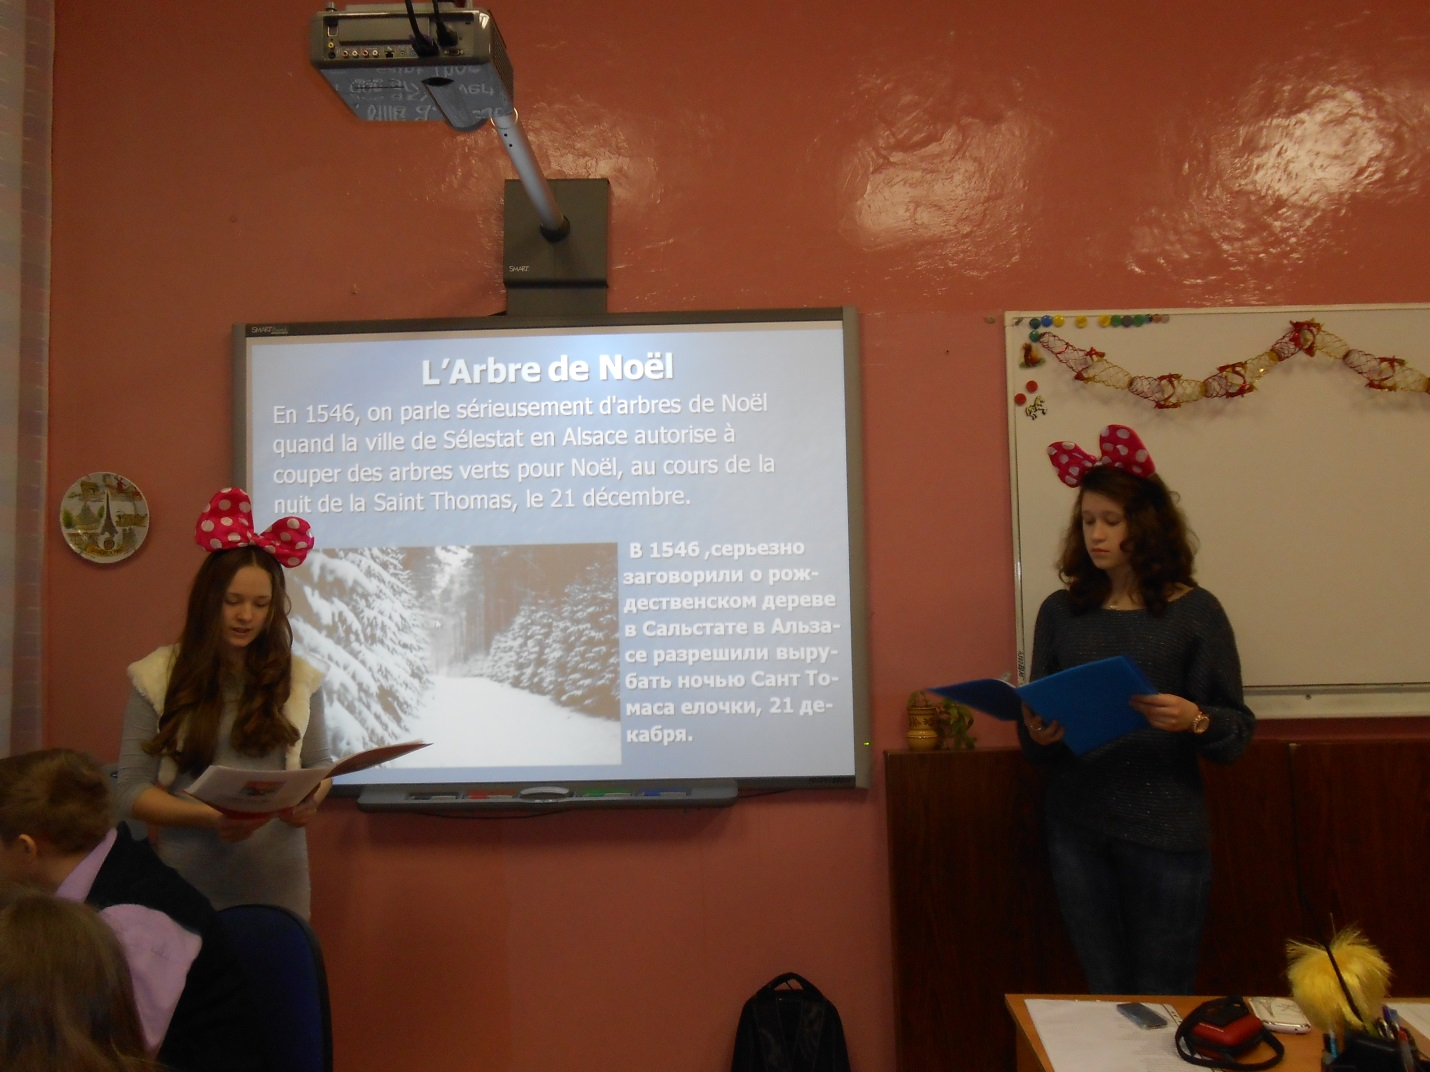 SMART
SMART
L'Arbre de Noël
En 1546, on parle sérieusement d'arbres de Noël
quand la ville de Sélestat en Alsace autorise à
couper des arbres verts pour Noël, au cours de la
nuit de la Saint Thomas, le 21 décembre.
В 1546 ,серьезно
заговорили о рож-
дественском дереве
в Сальстате в Альза-
се разрешили выру-
бать ночью Сант То-
маса елочки, 21 де-
кабря.